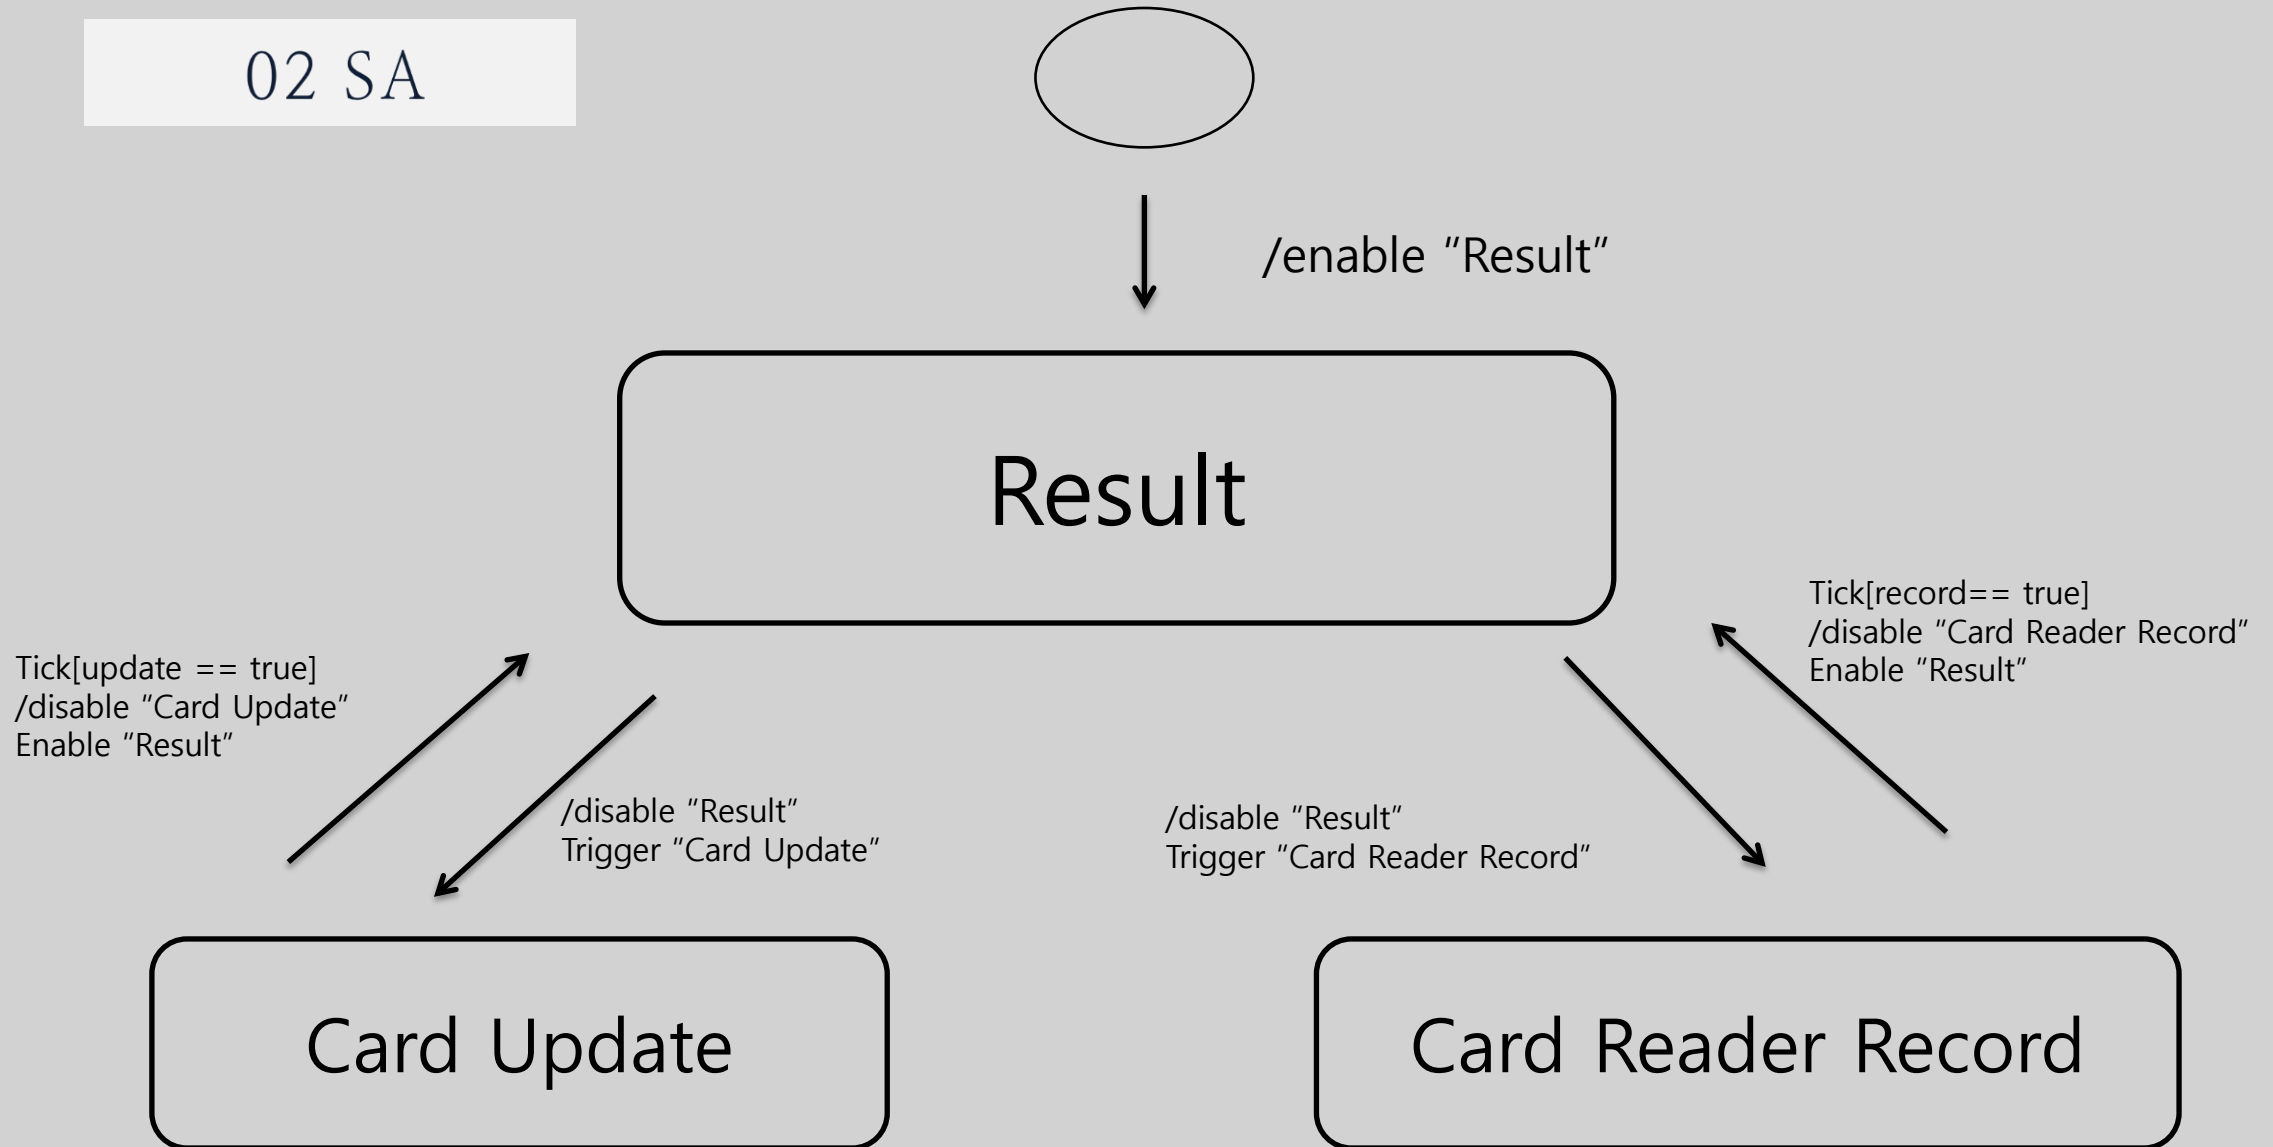 02 SA
/enable “Result”
Result
Tick[record== true]
/disable “Card Reader Record”
Enable “Result”
Tick[update == true]
/disable “Card Update”
Enable “Result”
/disable “Result”
Trigger “Card Update”
/disable “Result”
Trigger “Card Reader Record”
Card Update
Card Reader Record